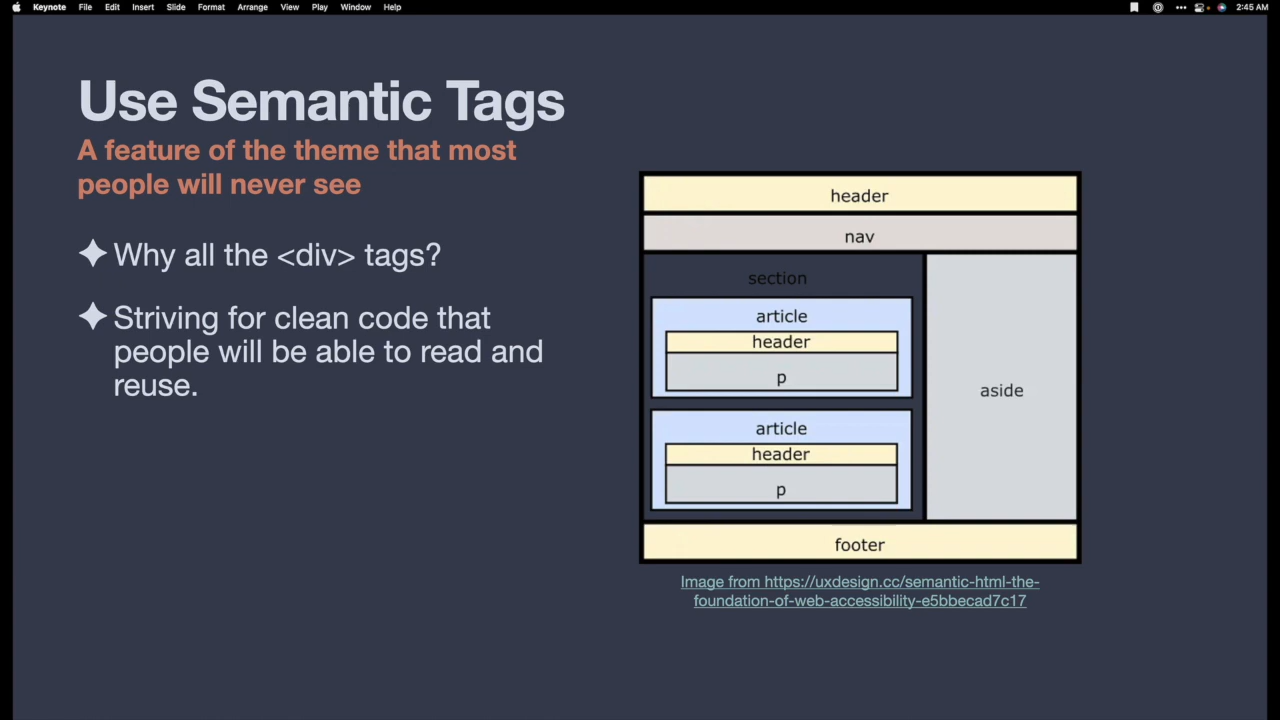 Keynote File Edit Insert Slide Format Arrange View Play Window Help 2:45 AM
Use Semantic Tags
A feature of the theme that most
people will never see
Why all the <div> tags?
Striving for clean code that
people will be able to read and
reuse.
header
nav
section
article
header
p
article
header
p
aside
footer
Image from https://uxdesign.cc/semantic-html-the-
foundation-of-web-accessibility-e5bbecad7c17